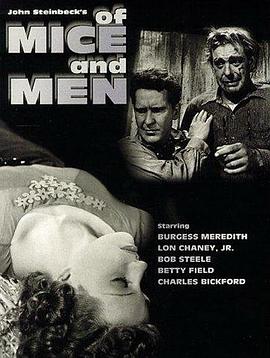 John Steinbeck's
of
MICE
and
MEN
Starring
BURGESS MEREDITH
LON CHANEY, JR.
BOB STEELE
BETTY FIELD
CHARLES BICKFORD